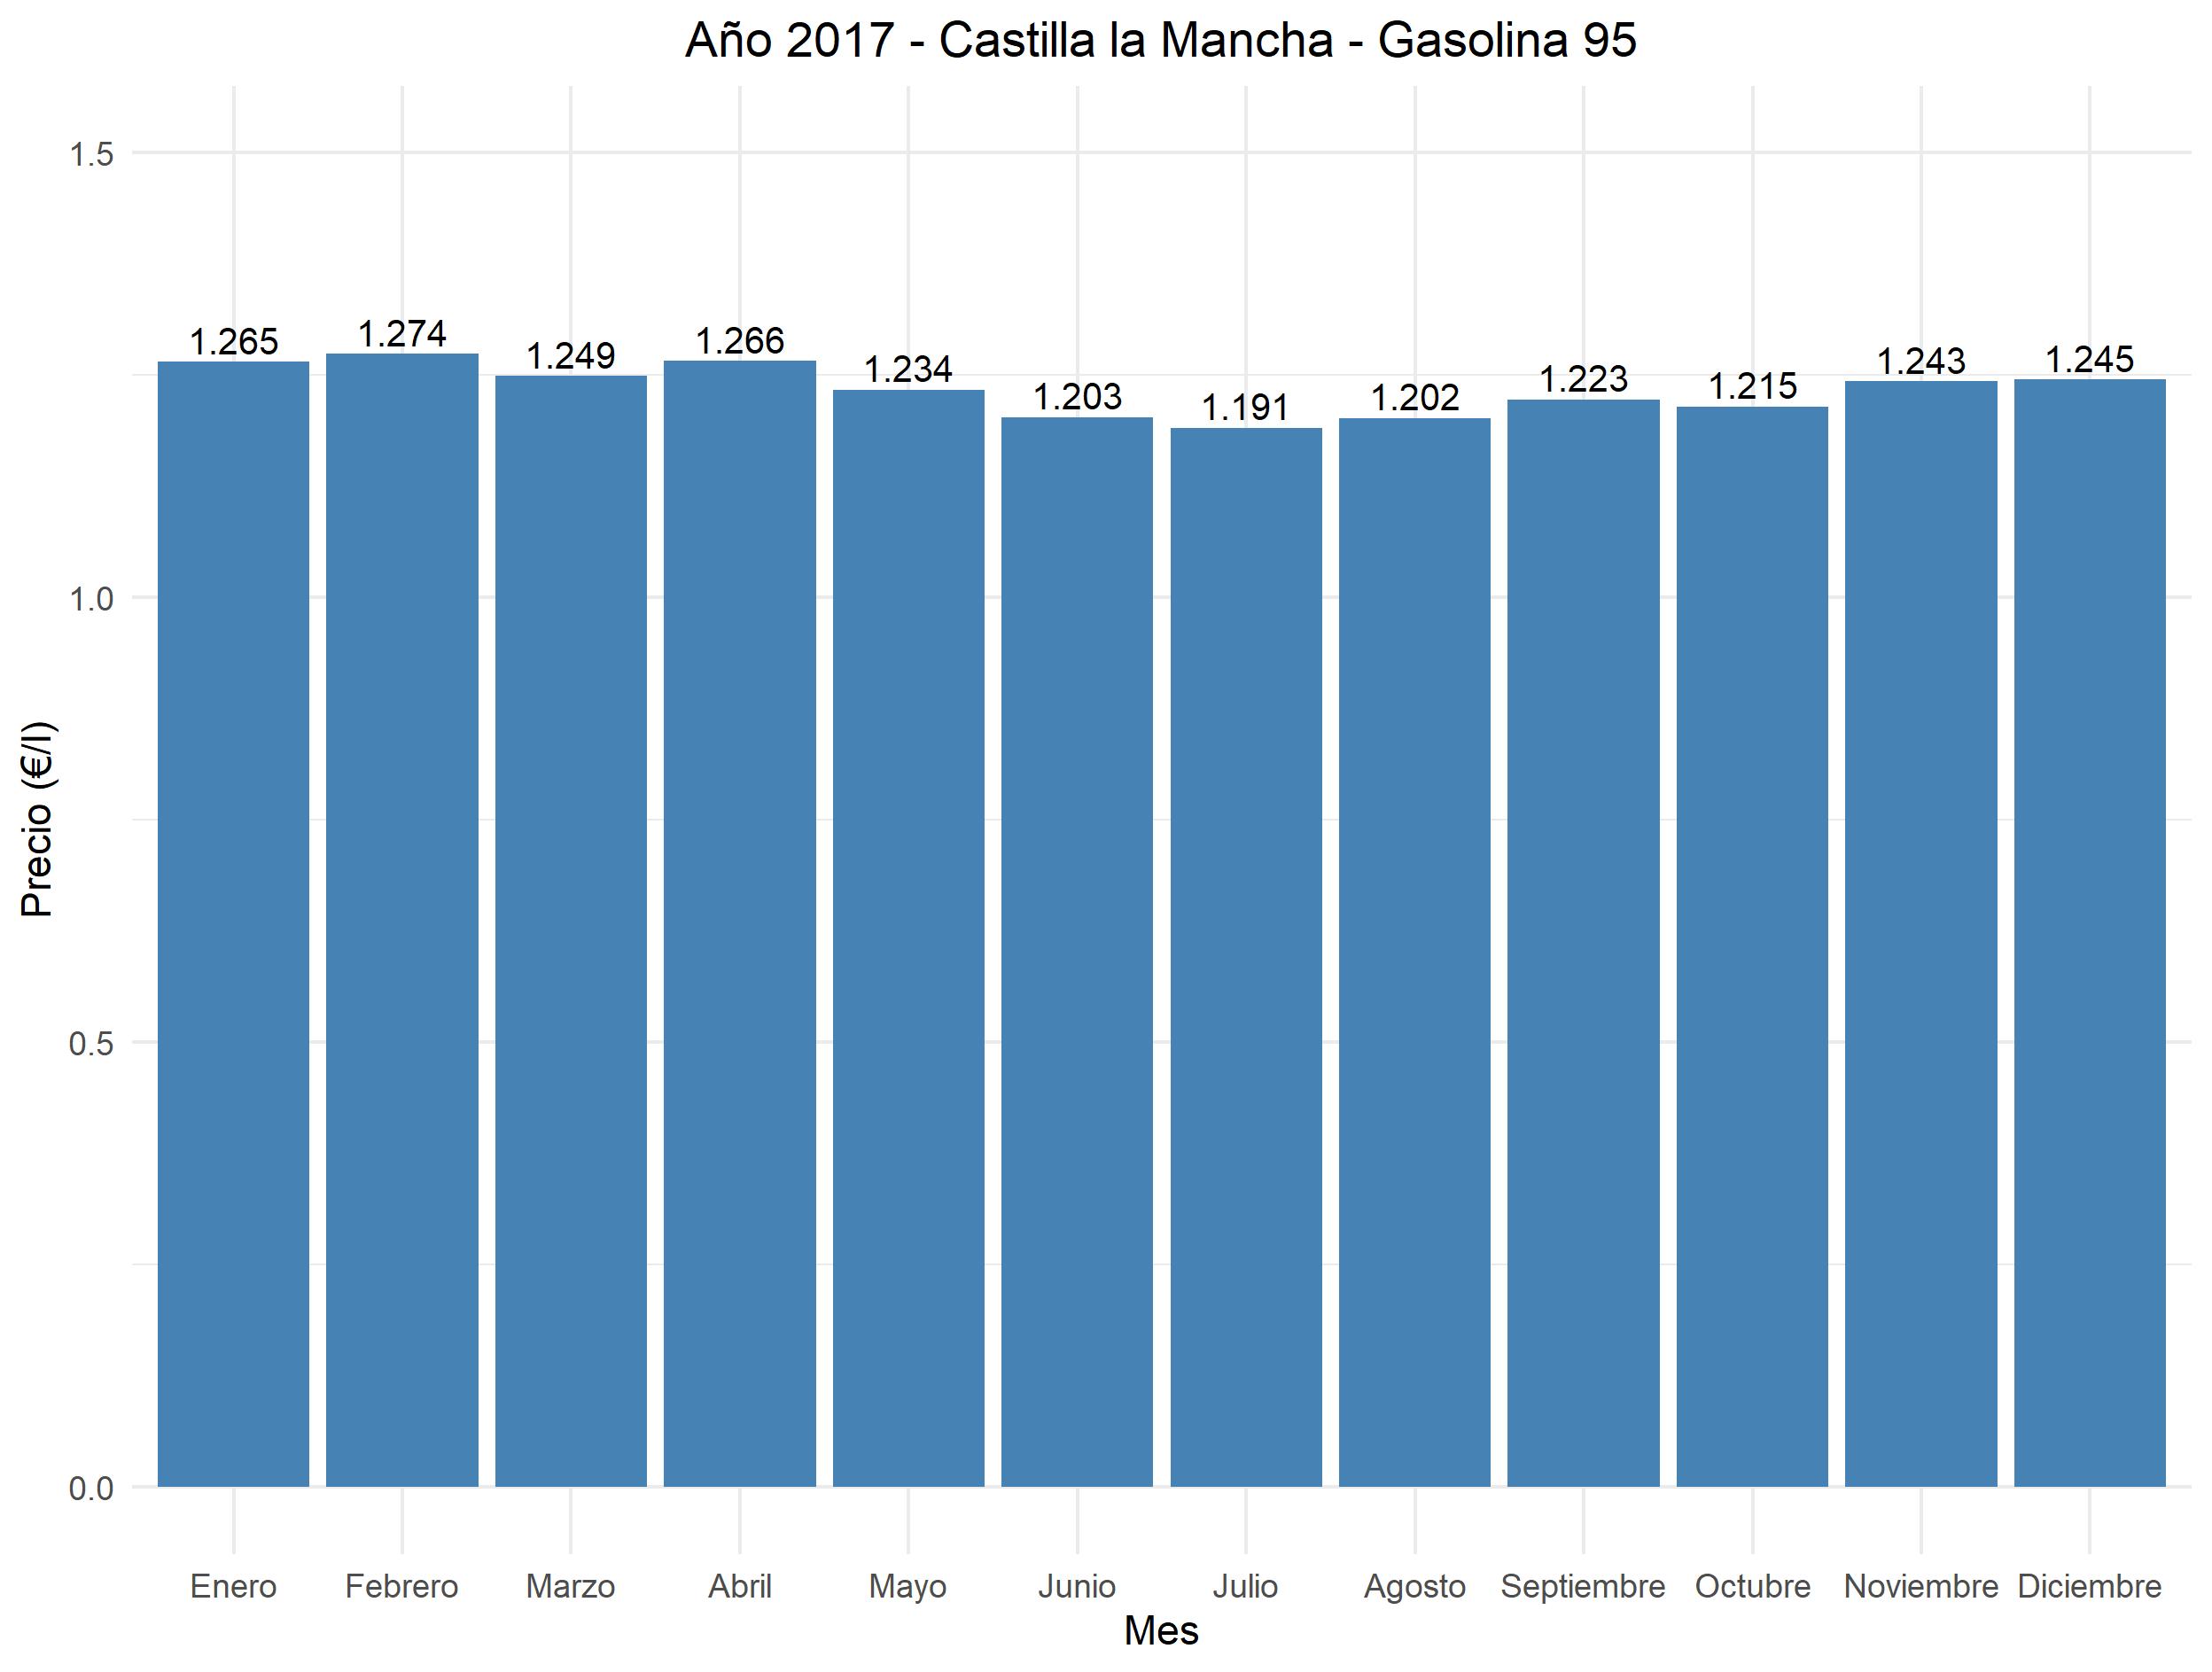 Año 2017 - Castilla la Mancha - Gasolina 95
1.5
1.0
0.5
0.0
Precio (€/l)
1.265
1.274
1.249
1.266
1.234
1.203
1.191
1.202
1.223
1.215
1.243
1.245
Enero
Febrero
Marzo
Abril
Mayo
Junio
Julio
Agosto
Septiembre
Octubre
Noviembre
Diciembre
Mes